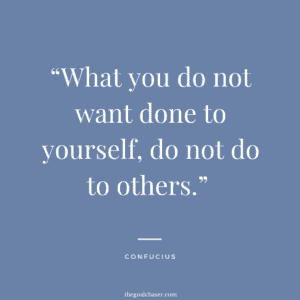 “What you do not
want done to
yourself, do not do
to others.”
CONFUCIUS
thegoalchaser.com